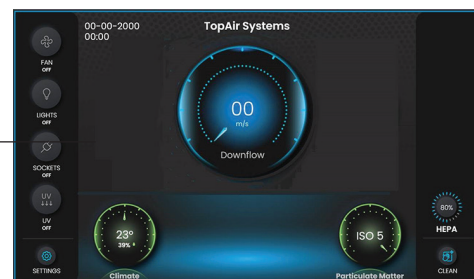 00-00-2000
00:00
TopAir Systems
FAN
OFF
LIGHTS
OFF
SOCKETS
OFF
UV
UV
OFF
SETTINGS
00
m/s
Downflow
23°
39%
Climate
ISO 5
Particulate Matter
80%
HEPA
CLEAN